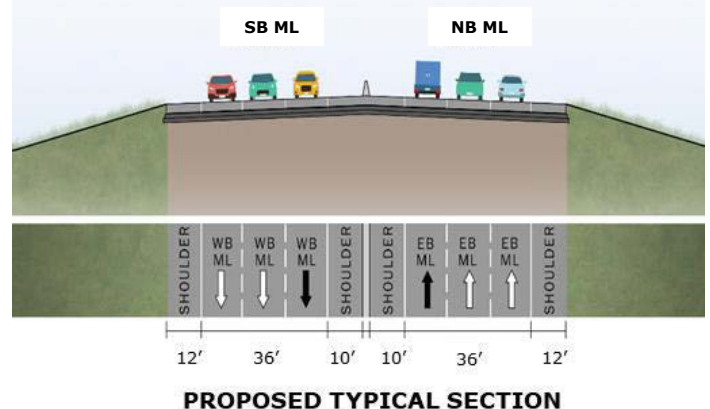 SB ML
NB ML
SHOULDER
WB
ML
WB
ML
WB
ML
SHOULDER
SHOULDER
EB
ML
EB
ML
EB
ML
SHOULDER
12′ 36′ 10′ 10′ 36′ 12′
PROPOSED TYPICAL SECTION